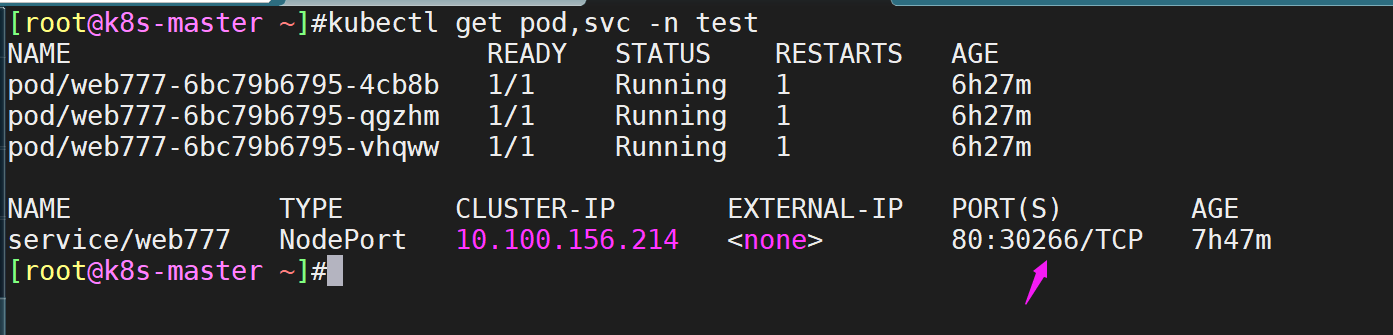 [root@k8s-master ~]#kubectl get pod,svc -n test
NAME READY STATUS RESTARTS AGE
pod/web777-6bc79b6795-4cb8b 1/1 Running 1 6h27m
pod/web777-6bc79b6795-qgzhm 1/1 Running 1 6h27m
pod/web777-6bc79b6795-vhqww 1/1 Running 1 6h27m
NAME TYPE CLUSTER-IP EXTERNAL-IP PORT(S) AGE
service/web777 NodePort 10.100.156.214 <none> 80:30266/TCP 7h47m
[root@k8s-master ~]#